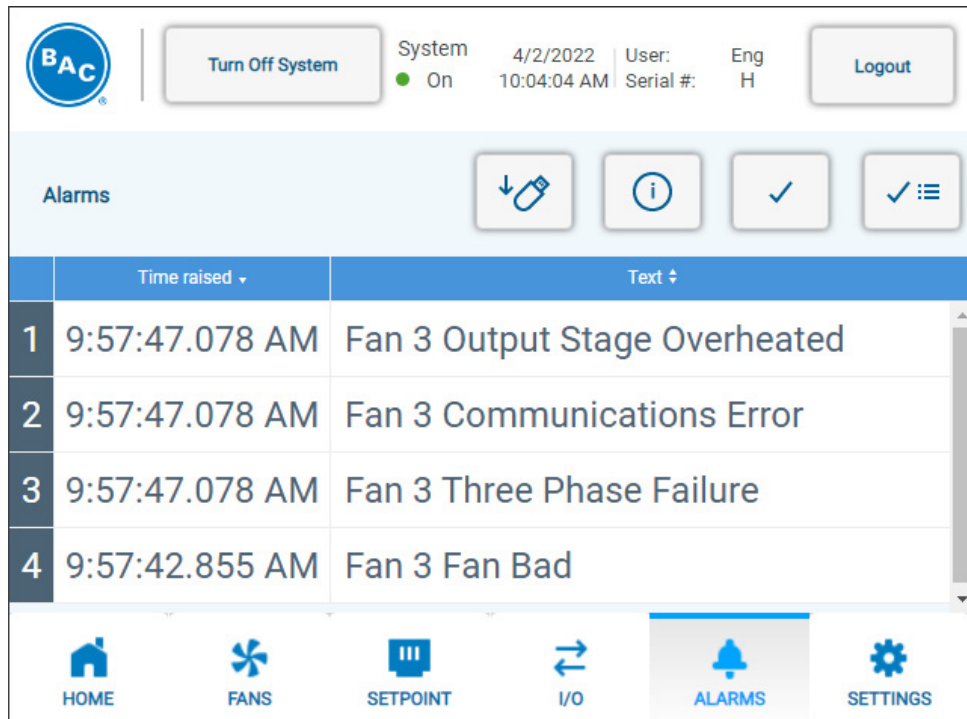 BAC
®
Turn Off System
System
On
4/2/2022
10:04:04 AM
User: Eng
Serial #: H
Logout
Alarms
Time raised Text
1 9:57:47.078 AM Fan 3 Output Stage Overheated
2 9:57:47.078 AM Fan 3 Communications Error
3 9:57:47.078 AM Fan 3 Three Phase Failure
4 9:57:42.855 AM Fan 3 Fan Bad
HOME FANS SETPOINT I/O ALARMS SETTINGS